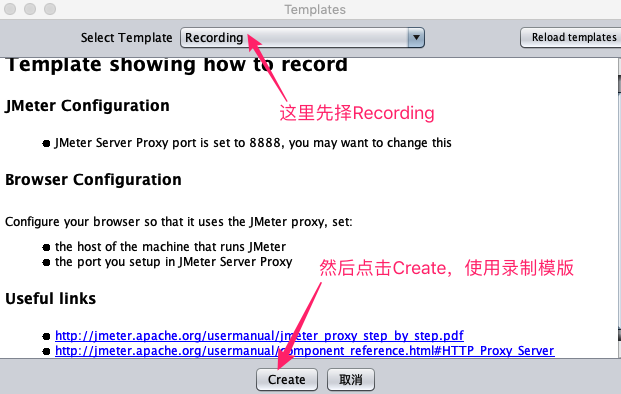 Templates
Select Template Recording Reload templates
Template showing how to record
JMeter Configuration
这里先择Recording
JMeter Server Proxy port is set to 8888, you may want to change this
Browser Configuration
Configure your browser so that it uses the JMeter proxy, set:
the host of the machine that runs JMeter
the port you setup in JMeter Server Proxy
然后点击Create，使用录制模版
Useful links
http://jmeter.apache.org/usermanual/jmeter_proxy_step_by_step.pdf
http://jmeter.apache.org/usermanual/component_reference.html#HTTP_Proxy_Server
Create 取消